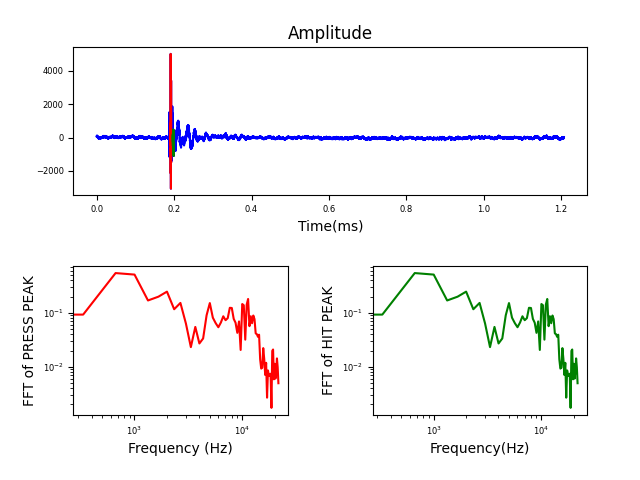 Amplitude
4000
2000
0
−2000
0.0 0.2 0.4 0.6 0.8 1.0 1.2
Time(ms)
FFT of PRESS PEAK
10⁻¹
10⁻²
10³ 10⁴
Frequency (Hz)
FFT of HIT PEAK
10⁻¹
10⁻²
10³ 10⁴
Frequency(Hz)